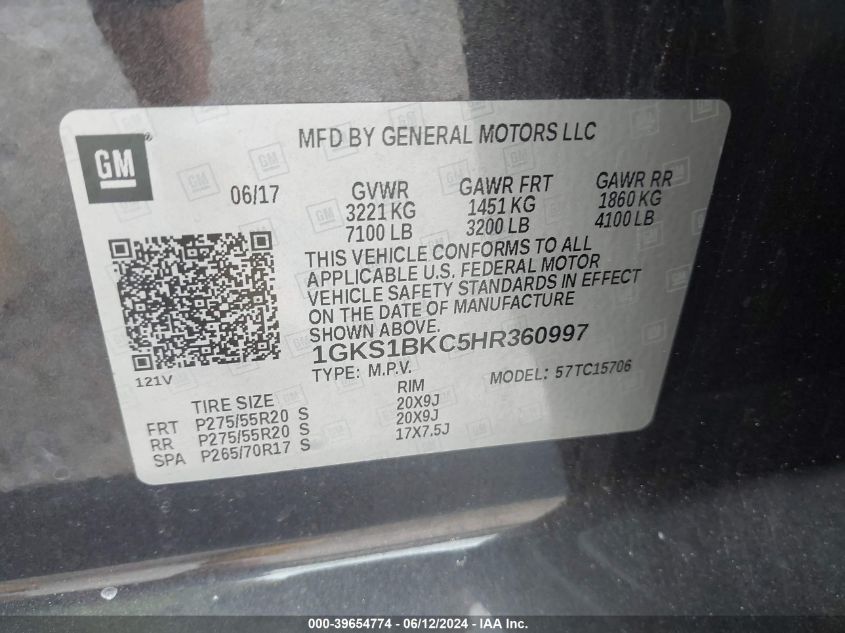 GM
MFD BY GENERAL MOTORS LLC
06/17
GVWR GAWR FRT GAWR RR
3221 KG 1451 KG 1860 KG
7100 LB 3200 LB 4100 LB
THIS VEHICLE CONFORMS TO ALL
APPLICABLE U.S. FEDERAL MOTOR
VEHICLE SAFETY STANDARDS IN EFFECT
ON THE DATE OF MANUFACTURE
SHOWN ABOVE.
1GKS1BKC5HR360997
121V
TYPE: M.P.V. MODEL: 57TC15706
TIRE SIZE RIM
FRT P275/55R20 S 20X9J
RR P275/55R20 S 20X9J
SPA P265/70R17 S 17X7.5J
000-39654774 - 06/12/2024 - IAA Inc.